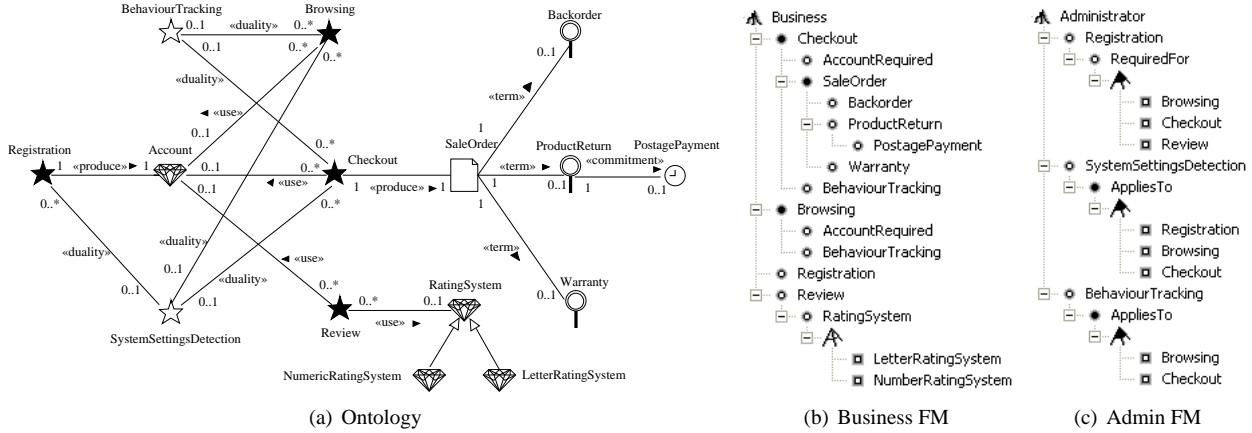 BehaviourTracking
Browsing
0..1
«duality»
0..*
0..1
0..*
0..*
«duality»
«use»
0..1
Registration
1
«produce»
1
Account
0..1
0..1
«use»
0..*
0..*
Checkout
1
«produce»
1
0..*
0..*
«duality»
«duality»
0..1
0..1
0..1
«duality»
SystemSettingsDetection
«use»
0..*
0..*
Review
«use»
0..1
RatingSystem
NumericRatingSystem
LetterRatingSystem
SaleOrder
1
1
1
«term»
0..1
Backorder
«term»
0..1
ProductReturn
1
«commitment»
0..1
PostagePayment
«term»
0..1
Warranty
(a) Ontology
Business
Checkout
AccountRequired
SaleOrder
Backorder
ProductReturn
PostagePayment
Warranty
BehaviourTracking
Browsing
AccountRequired
BehaviourTracking
Registration
Review
RatingSystem
LetterRatingSystem
NumberRatingSystem
(b) Business FM
Administrator
Registration
RequiredFor
Browsing
Checkout
Review
SystemSettingsDetection
AppliesTo
Registration
Browsing
Checkout
BehaviourTracking
AppliesTo
Browsing
Checkout
(c) Admin FM